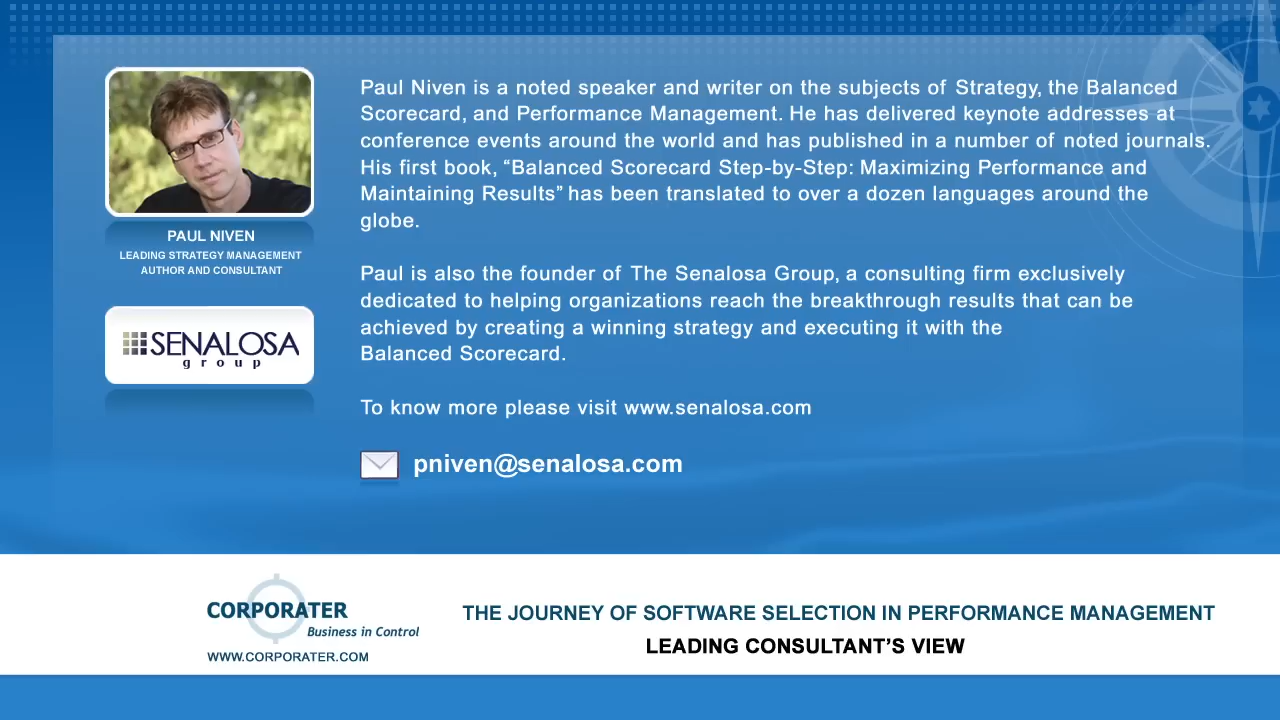 PAUL NIVEN
LEADING STRATEGY MANAGEMENT
AUTHOR AND CONSULTANT
SENALOSA
group
Paul Niven is a noted speaker and writer on the subjects of Strategy, the Balanced
Scorecard, and Performance Management. He has delivered keynote addresses at
conference events around the world and has published in a number of noted journals.
His first book, “Balanced Scorecard Step-by-Step: Maximizing Performance and
Maintaining Results” has been translated to over a dozen languages around the
globe.
Paul is also the founder of The Senalosa Group, a consulting firm exclusively
dedicated to helping organizations reach the breakthrough results that can be
achieved by creating a winning strategy and executing it with the
Balanced Scorecard.
To know more please visit www.senalosa.com
pniven@senalosa.com
CORPORATER
Business in Control
WWW.CORPORATER.COM
THE JOURNEY OF SOFTWARE SELECTION IN PERFORMANCE MANAGEMENT
LEADING CONSULTANT’S VIEW